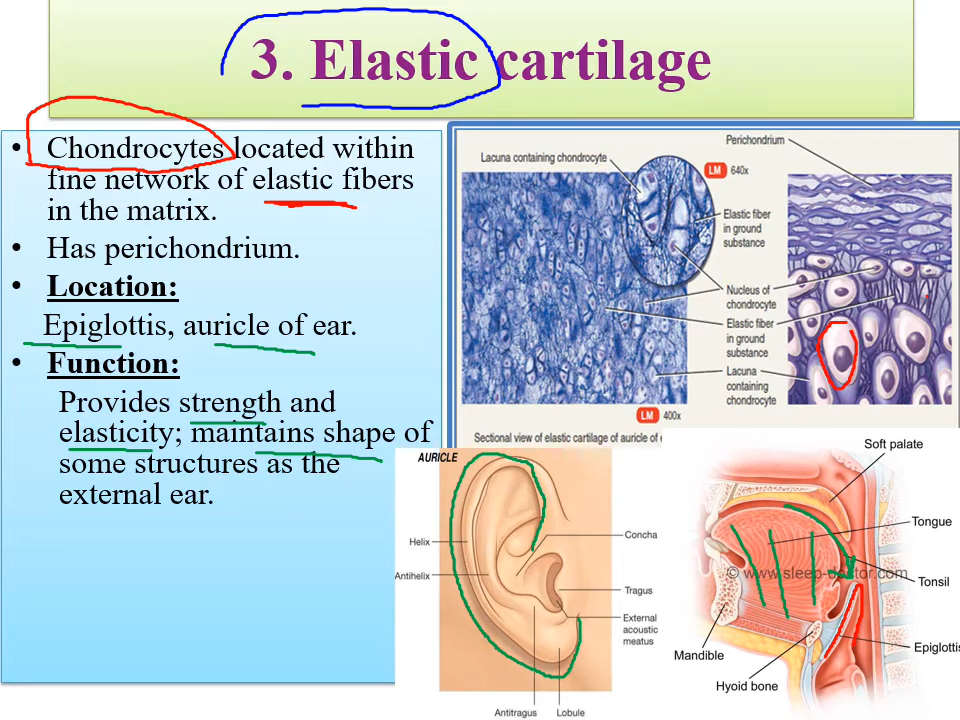 3. Elastic cartilage
• Chondrocytes located within
fine network of elastic fibers
in the matrix.
• Has perichondrium.
• Location:
Epiglottis, auricle of ear.
• Function:
Provides strength and
elasticity; maintains shape of
some structures as the
external ear.
Perichondrium
Lacuna containing chondrocyte
LM 640x
Elastic fiber
in ground
substance
Nucleus of
chondrocyte
Elastic fiber
in ground
substance
Lacuna
containing
chondrocyte
LM 400x
Sectional view of elastic cartilage of auricle of
AURICLE
Helix
Antihelix
Concha
Tragus
External
acoustic
meatus
Antitragus
Lobule
Soft palate
Tongue
© www.sleep-doctor.com
Tonsil
Epiglottis
Mandible
Hyoid bone